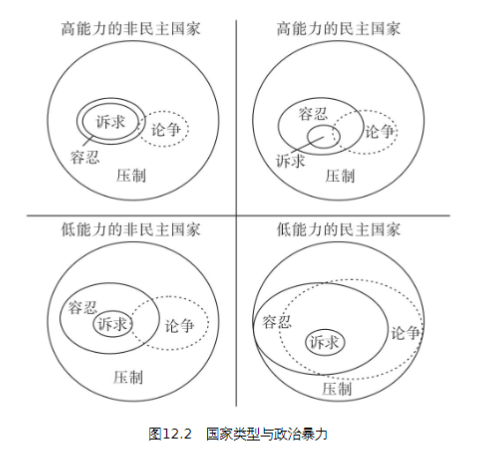 高能力的非民主国家
诉求
论争
容忍
压制
高能力的民主国家
容忍
论争
诉求
压制
低能力的非民主国家
容忍
诉求
论争
压制
低能力的民主国家
容忍
论争
诉求
压制
图12.2 国家类型与政治暴力